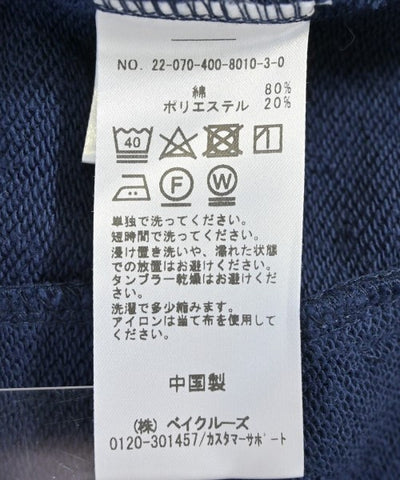 NO. 22-070-400-8010-3-0
綿 80%
ポリエステル 20%
40
F
W
単独で洗ってください。
短時間で洗ってください。
浸け置き洗いや、濡れた状態
での放置はお避けください。
タンブラー乾燥はお避けください。
洗濯で多少縮みます。
アイロンは当て布を使用して
ください。
中国製
(株) ベイクルーズ
0120-301457/カスタマーサポート